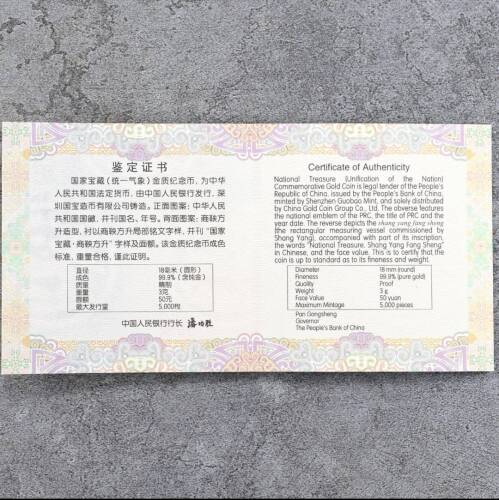 鉴定证书
国家宝藏（统一气象）金质纪念币，为中华
人民共和国法定货币，由中国人民银行发行，深
圳国宝造币有限公司铸造。正面图案：中华人民
共和国国徽，并刊国名、年号。背面图案：商鞅方
升造型，衬以商鞅方升局部铭文字样，并刊“国家
宝藏·商鞅方升”字样及面额。该金质纪念币成色
标准，重量合格，谨此证明。
直径 18毫米（圆形）
成色 99.9%（含纯金）
质量 精制
重量 3克
面额 50元
最大发行量 5,000枚
中国人民银行行长 潘功胜
Certificate of Authenticity
National Treasure (Unification of the Nation)
Commemorative Gold Coin is legal tender of the People's
Republic of China, issued by the People's Bank of China,
minted by Shenzhen Guobao Mint, and solely distributed
by China Gold Coin Group Co., Ltd. The obverse features
the national emblem of the PRC, title of the PRC and the
year date. The reverse depicts the shang yang fang sheng
(the rectangular measuring vessel commissioned by
Shang Yang), accompanied with part of its inscription,
the words "National Treasure. Shang Yang Fang Sheng"
in Chinese, and the face value. This is to certify that the
coin is up to standard as to its fineness and weight.
Diameter 18 mm (round)
Fineness 99.9% (pure gold)
Quality Proof
Weight 3 g
Face Value 50 yuan
Maximum Mintage 5,000 pieces
Pan Gongsheng
Governor
The People's Bank of China